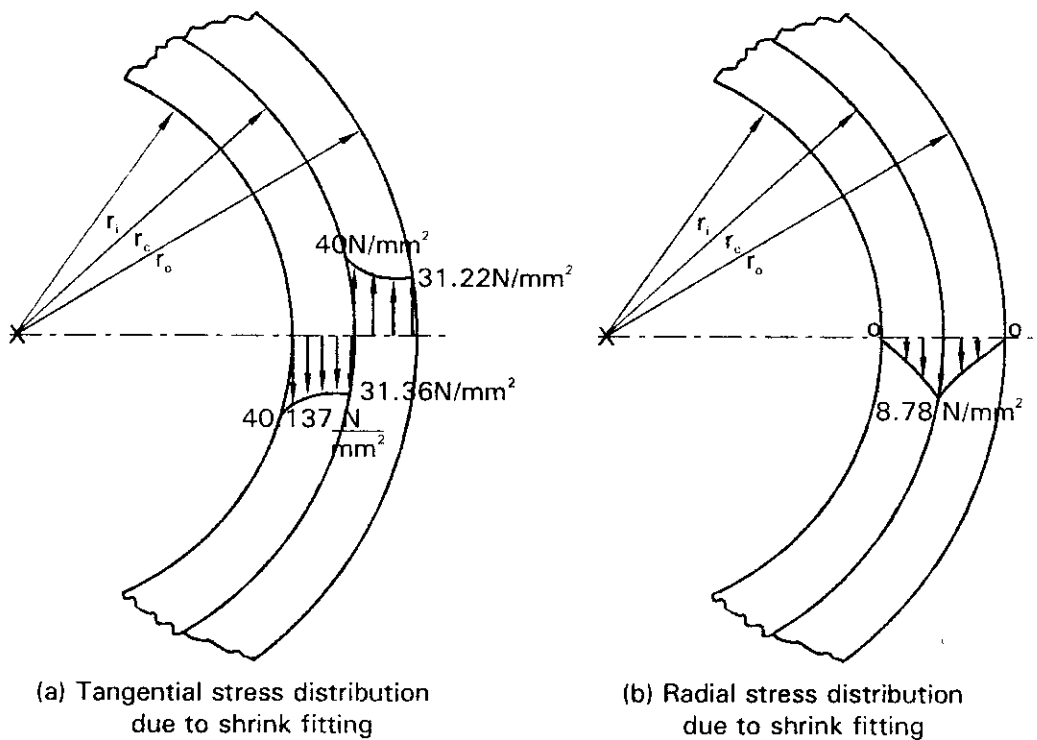 r_i
r_c
r_o
40N/mm²
31.22N/mm²
31.36N/mm²
40.137 N/mm²
(a) Tangential stress distribution
due to shrink fitting
r_i
r_c
r_o
o
o
8.78 N/mm²
(b) Radial stress distribution
due to shrink fitting